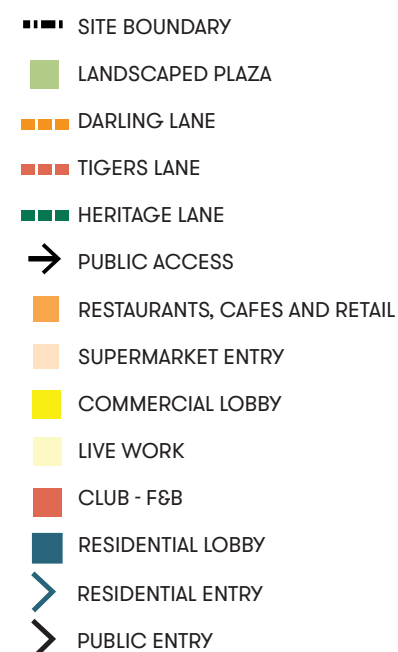 SITE BOUNDARY
LANDSCAPED PLAZA
DARLING LANE
TIGERS LANE
HERITAGE LANE
PUBLIC ACCESS
RESTAURANTS, CAFES AND RETAIL
SUPERMARKET ENTRY
COMMERCIAL LOBBY
LIVE WORK
CLUB - F&B
RESIDENTIAL LOBBY
RESIDENTIAL ENTRY
PUBLIC ENTRY